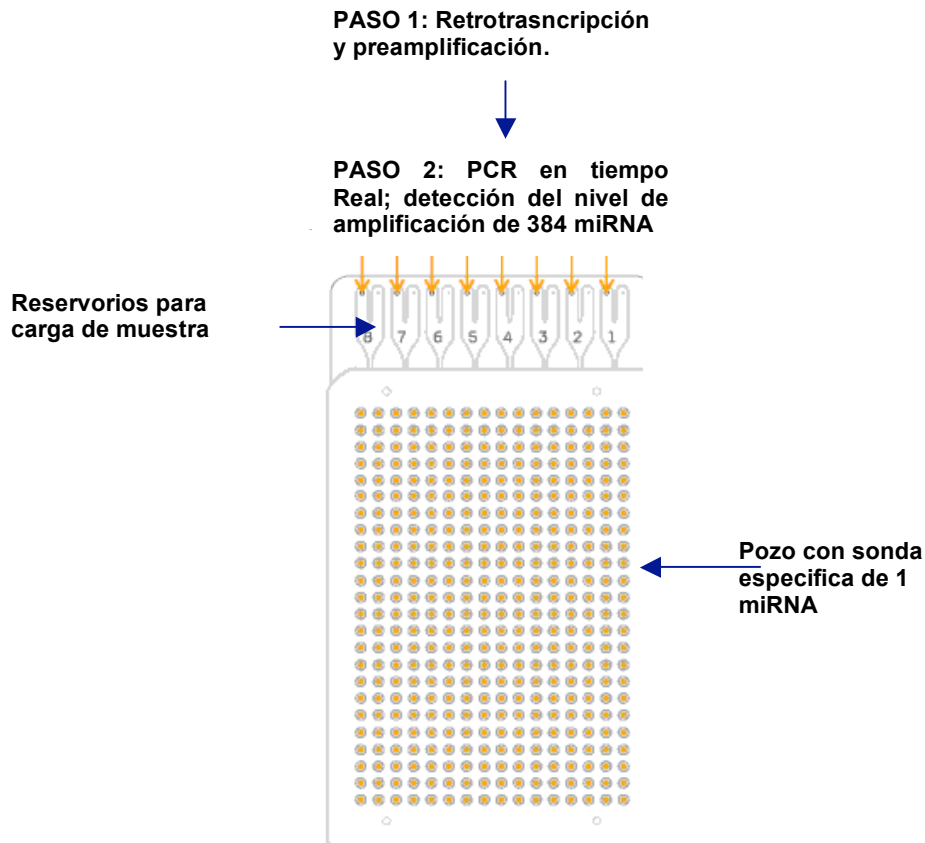 PASO 1: Retrotrasncripción
y preamplificación.
PASO 2: PCR en tiempo
Real; detección del nivel de
amplificación de 384 miRNA
Reservorios para
carga de muestra
8 7 6 5 4 3 2 1
Pozo con sonda
especifica de 1
miRNA